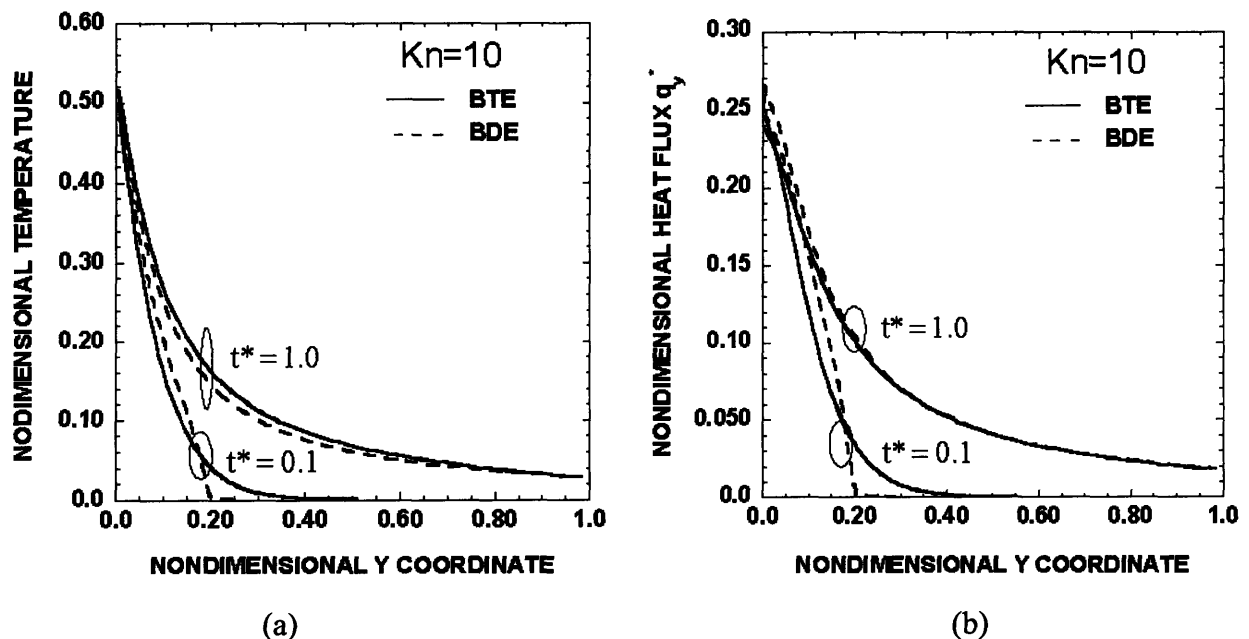 0.60
0.50
0.40
0.30
0.20
0.10
0.0
NODIMENSIONAL TEMPERATURE
Kn=10
BTE
BDE
t* = 1.0
t* = 0.1
0.0 0.20 0.40 0.60 0.80 1.0
NONDIMENSIONAL Y COORDINATE
(a)
0.30
0.25
0.20
0.15
0.10
0.050
0.0
NONDIMENSIONAL HEAT FLUX q_y^*
Kn=10
BTE
BDE
t* = 1.0
t* = 0.1
0.0 0.20 0.40 0.60 0.80 1.0
NONDIMENSIONAL Y COORDINATE
(b)